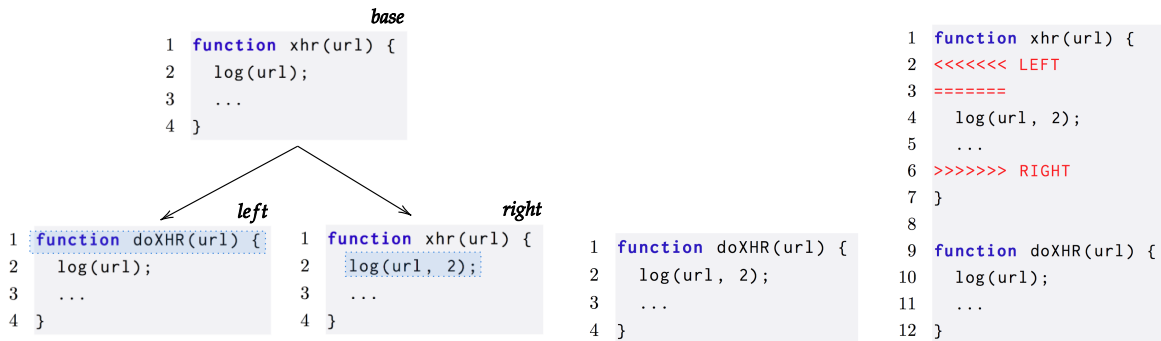 base
1 function xhr(url) {
2   log(url);
3   ...
4 }
left
1 function doXHR(url) {
2   log(url);
3   ...
4 }
right
1 function xhr(url) {
2   log(url, 2);
3   ...
4 }
1 function doXHR(url) {
2   log(url, 2);
3   ...
4 }
1 function xhr(url) {
2 <<<<<<< LEFT
3 =======
4   log(url, 2);
5   ...
6 >>>>>>> RIGHT
7 }
8
9 function doXHR(url) {
10   log(url);
11   ...
12 }